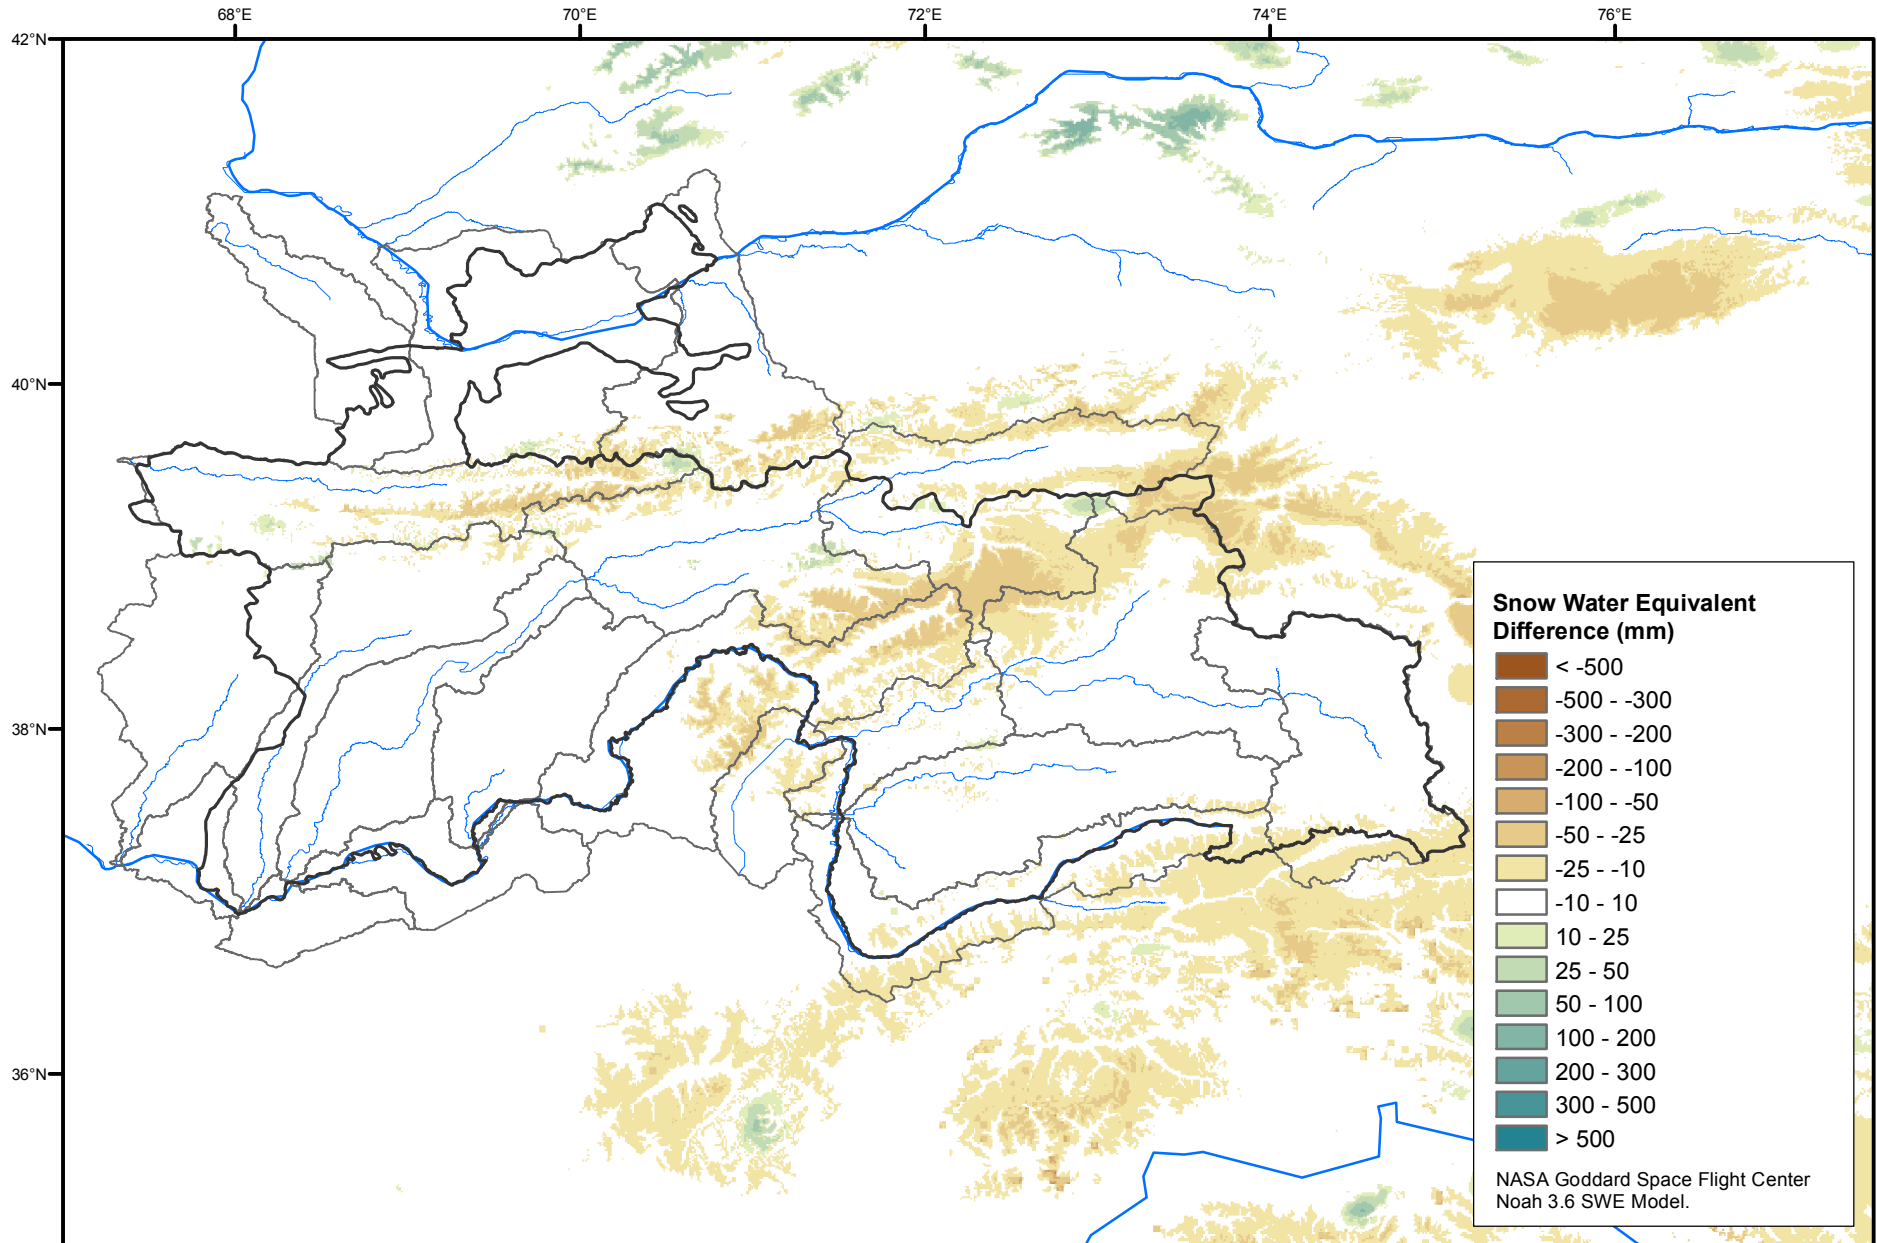 68°E 70°E 72°E 74°E 76°E
42°N
40°N
38°N
36°N
Snow Water Equivalent
Difference (mm)
< -500
-500 - -300
-300 - -200
-200 - -100
-100 - -50
-50 - -25
-25 - -10
-10 - 10
10 - 25
25 - 50
50 - 100
100 - 200
200 - 300
300 - 500
> 500
NASA Goddard Space Flight Center
Noah 3.6 SWE Model.